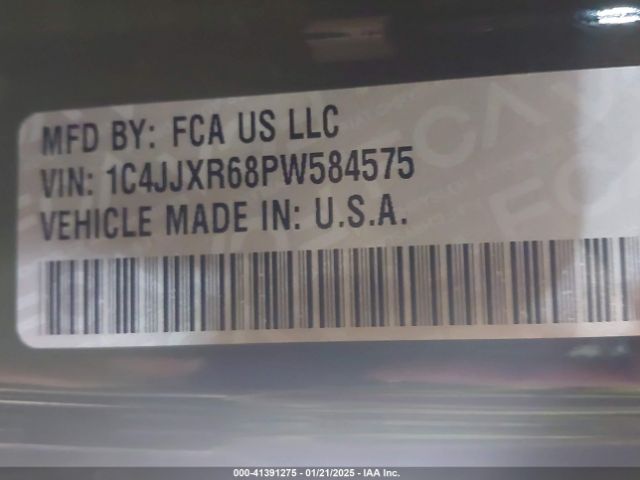 MFD BY: FCA US LLC
VIN: 1C4JJXR68PW584575
VEHICLE MADE IN: U.S.A.
000-41391275 - 01/21/2025 - IAA Inc.